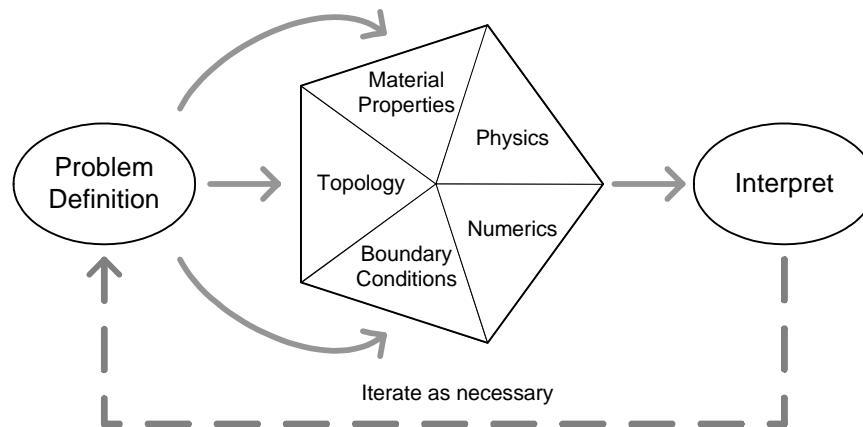 Problem
Definition
Material
Properties
Physics
Topology
Numerics
Boundary
Conditions
Interpret
Iterate as necessary